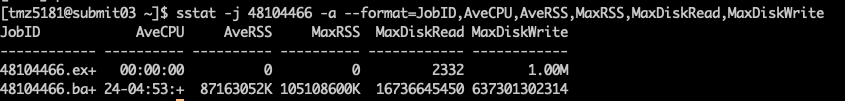 [tmz5181@submit03 ~]$ sstat -j 48104466 -a --format=JobID,AveCPU,AveRSS,MaxRSS,MaxDiskRead,MaxDiskWrite
JobID AveCPU AveRSS MaxRSS MaxDiskRead MaxDiskWrite
------------ ---------- ---------- ---------- ------------ ------------
48104466.ex+ 00:00:00 0 0 2332 1.00M
48104466.ba+ 24-04:53:+ 87163052K 105108600K 16736645450 637301302314